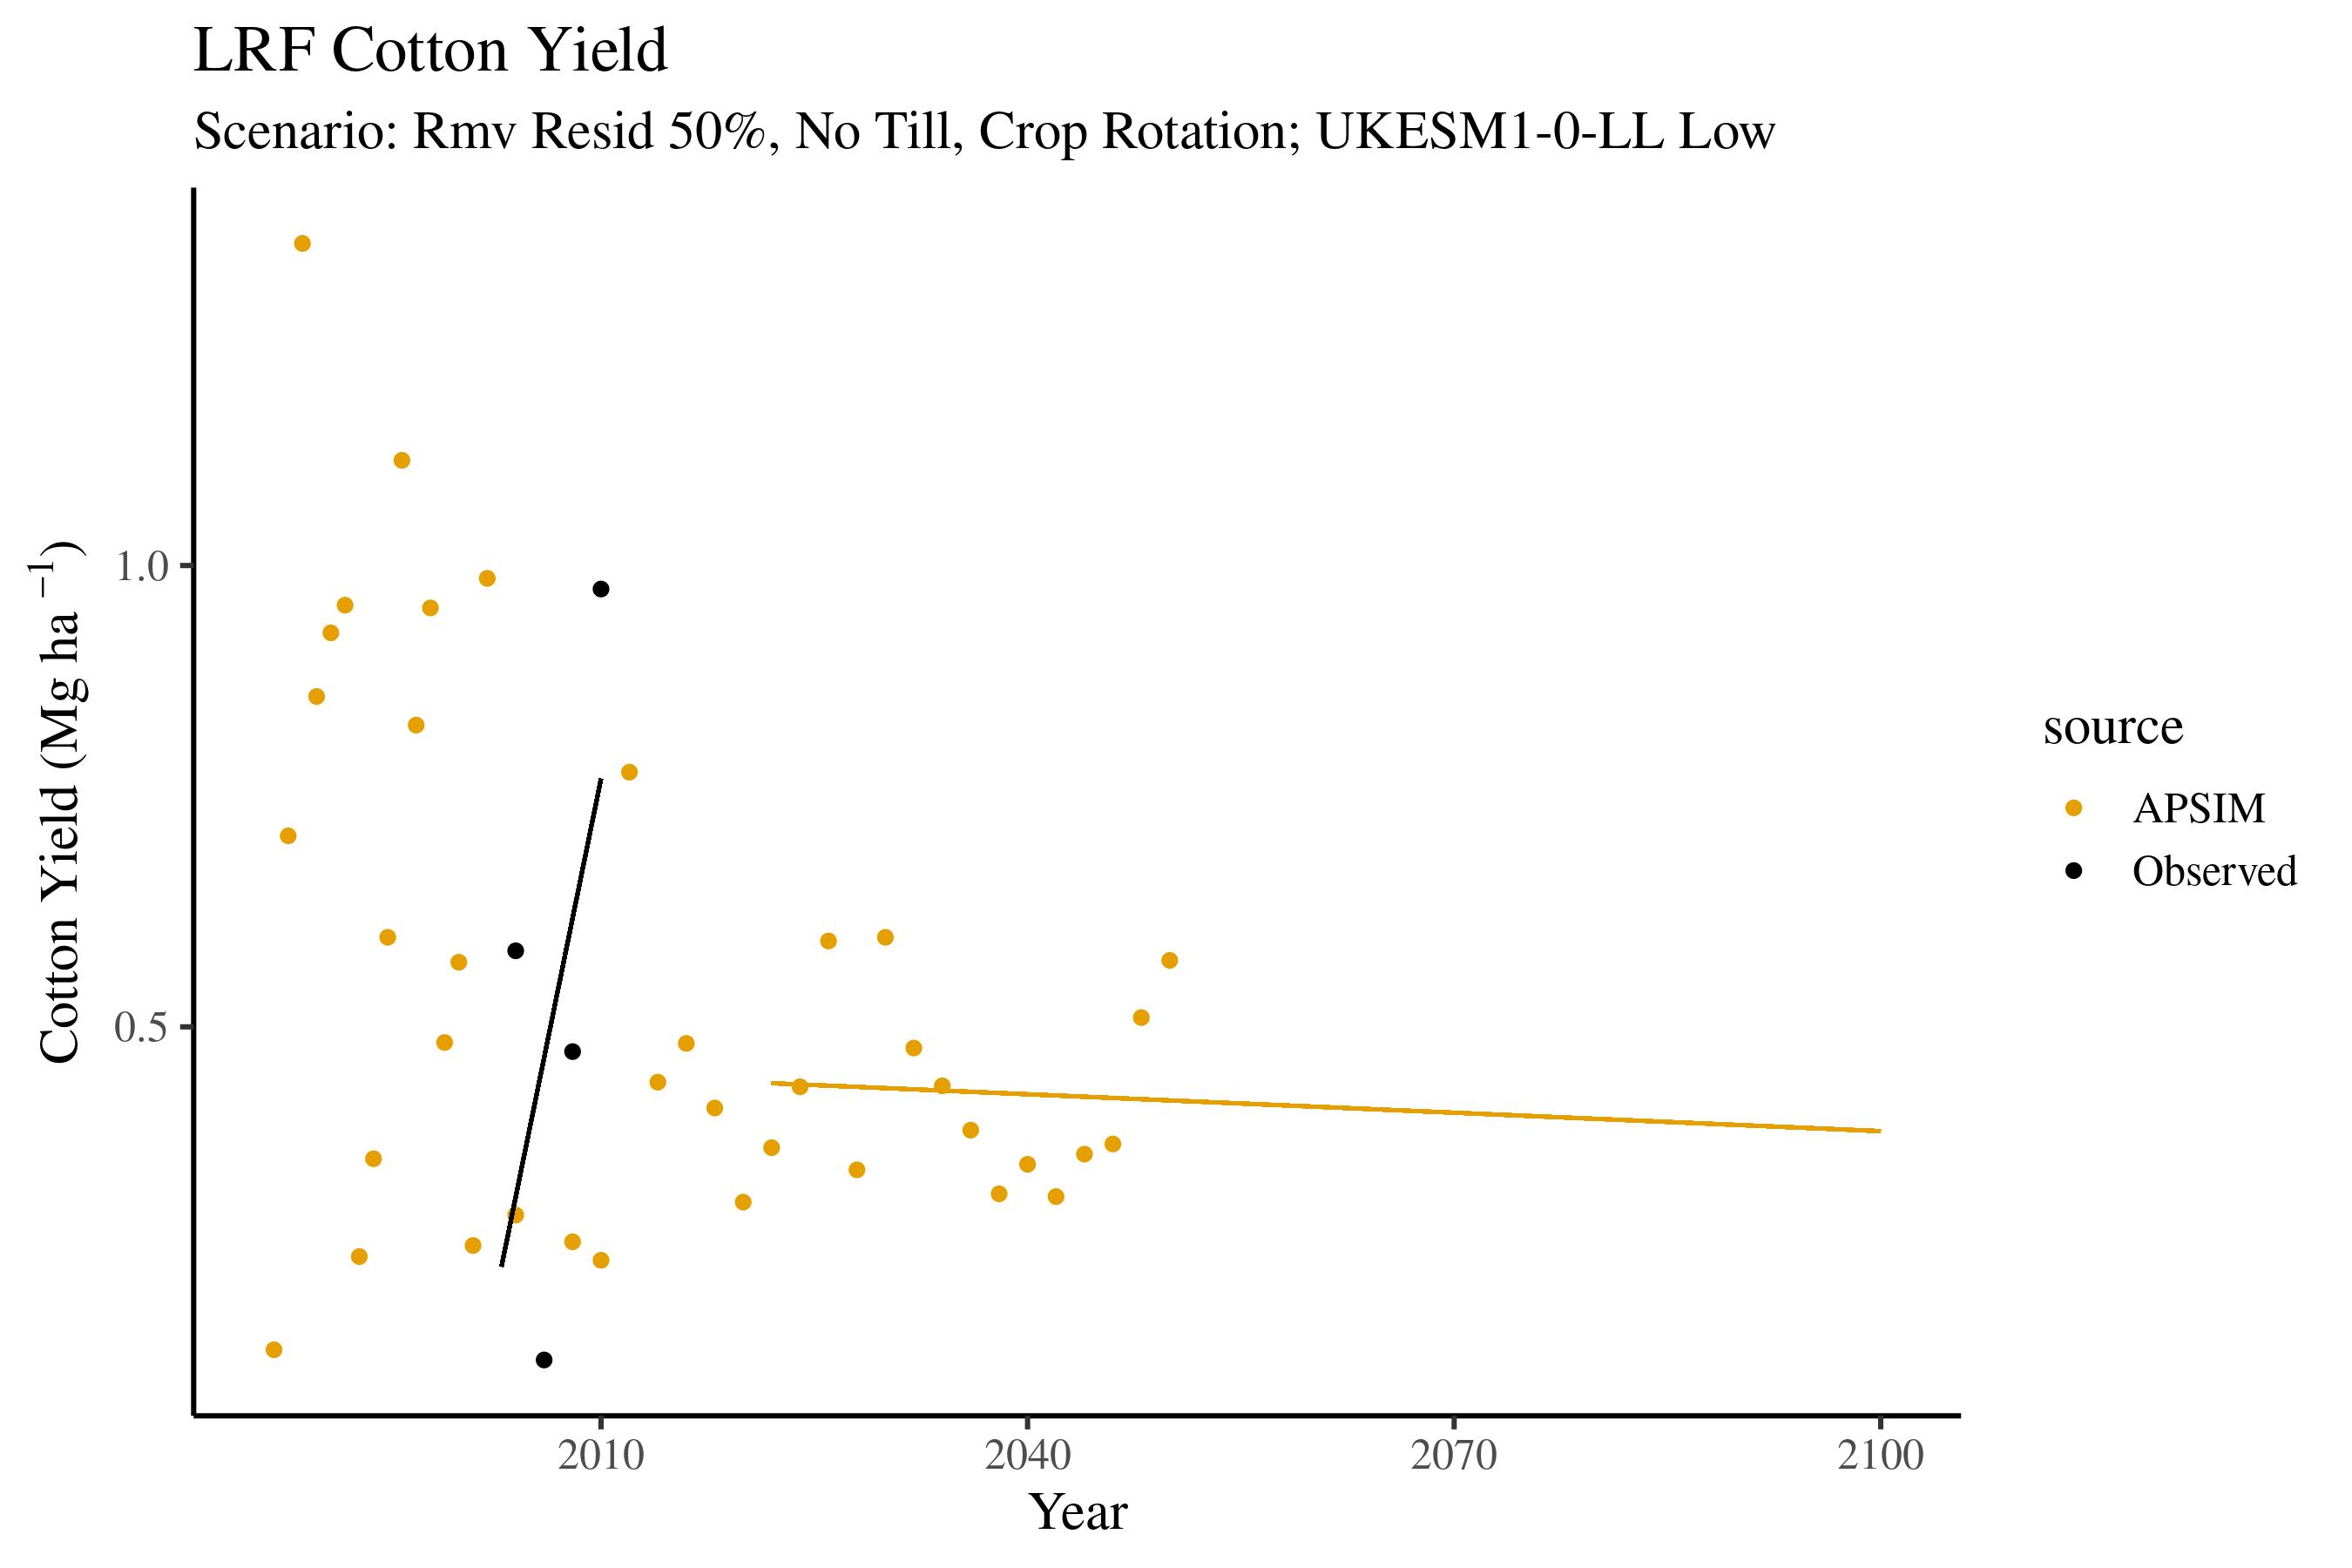 LRF Cotton Yield
Scenario: Rmv Resid 50%, No Till, Crop Rotation; UKESM1-0-LL Low
Cotton Yield (Mg ha −1)
1.0
0.5
2010 2040 2070 2100
Year
source
APSIM
Observed